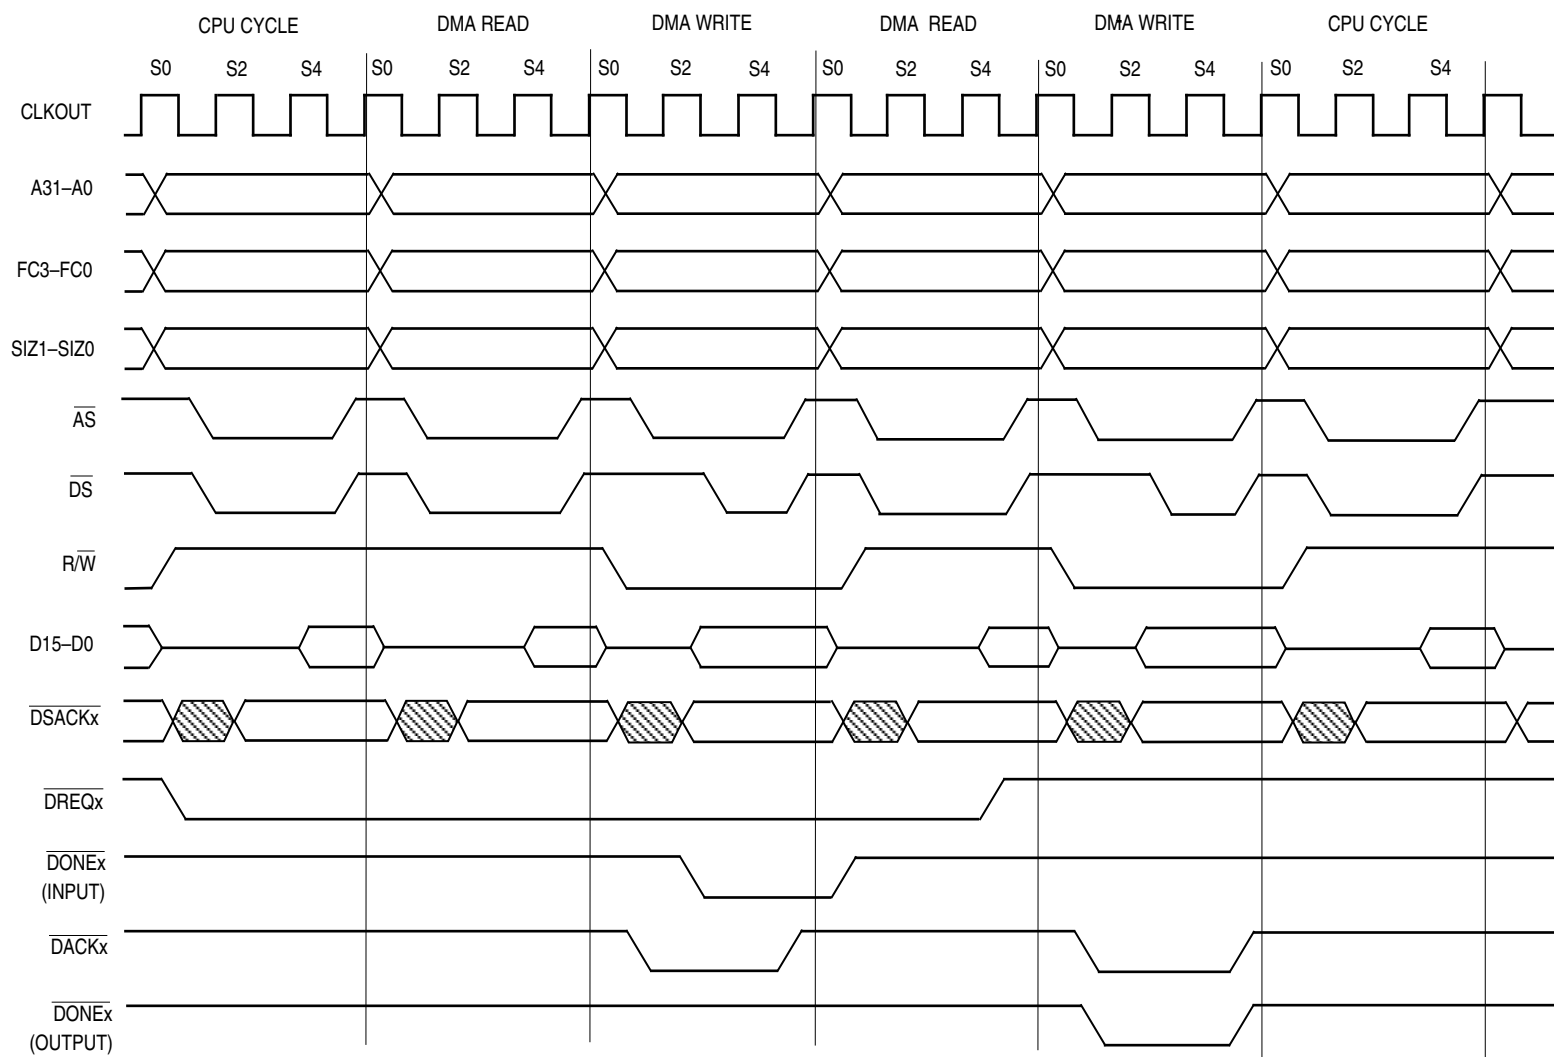 CPU CYCLE DMA READ DMA WRITE DMA READ DMA WRITE CPU CYCLE
S0 S2 S4 S0 S2 S4 S0 S2 S4 S0 S2 S4 S0 S2 S4 S0 S2 S4
CLKOUT
A31–A0
FC3–FC0
SIZ1–SIZ0
AS
DS
R/W
D15–D0
DSACKx
DREQx
DONEx
(INPUT)
DACKx
DONEx
(OUTPUT)